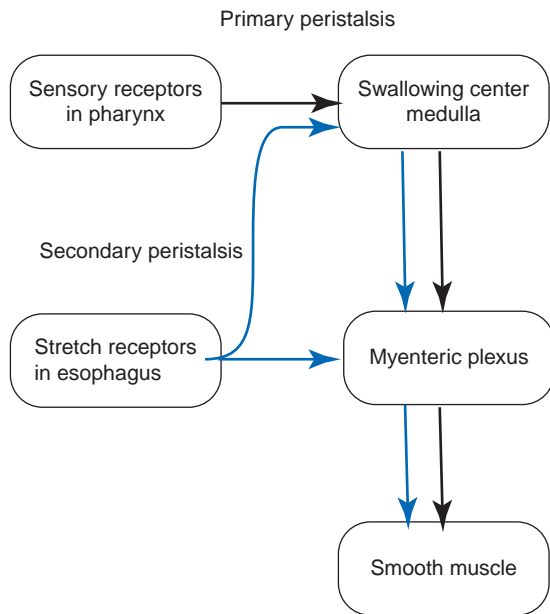 Primary peristalsis
Sensory receptors
in pharynx
Swallowing center
medulla
Secondary peristalsis
Stretch receptors
in esophagus
Myenteric plexus
Smooth muscle